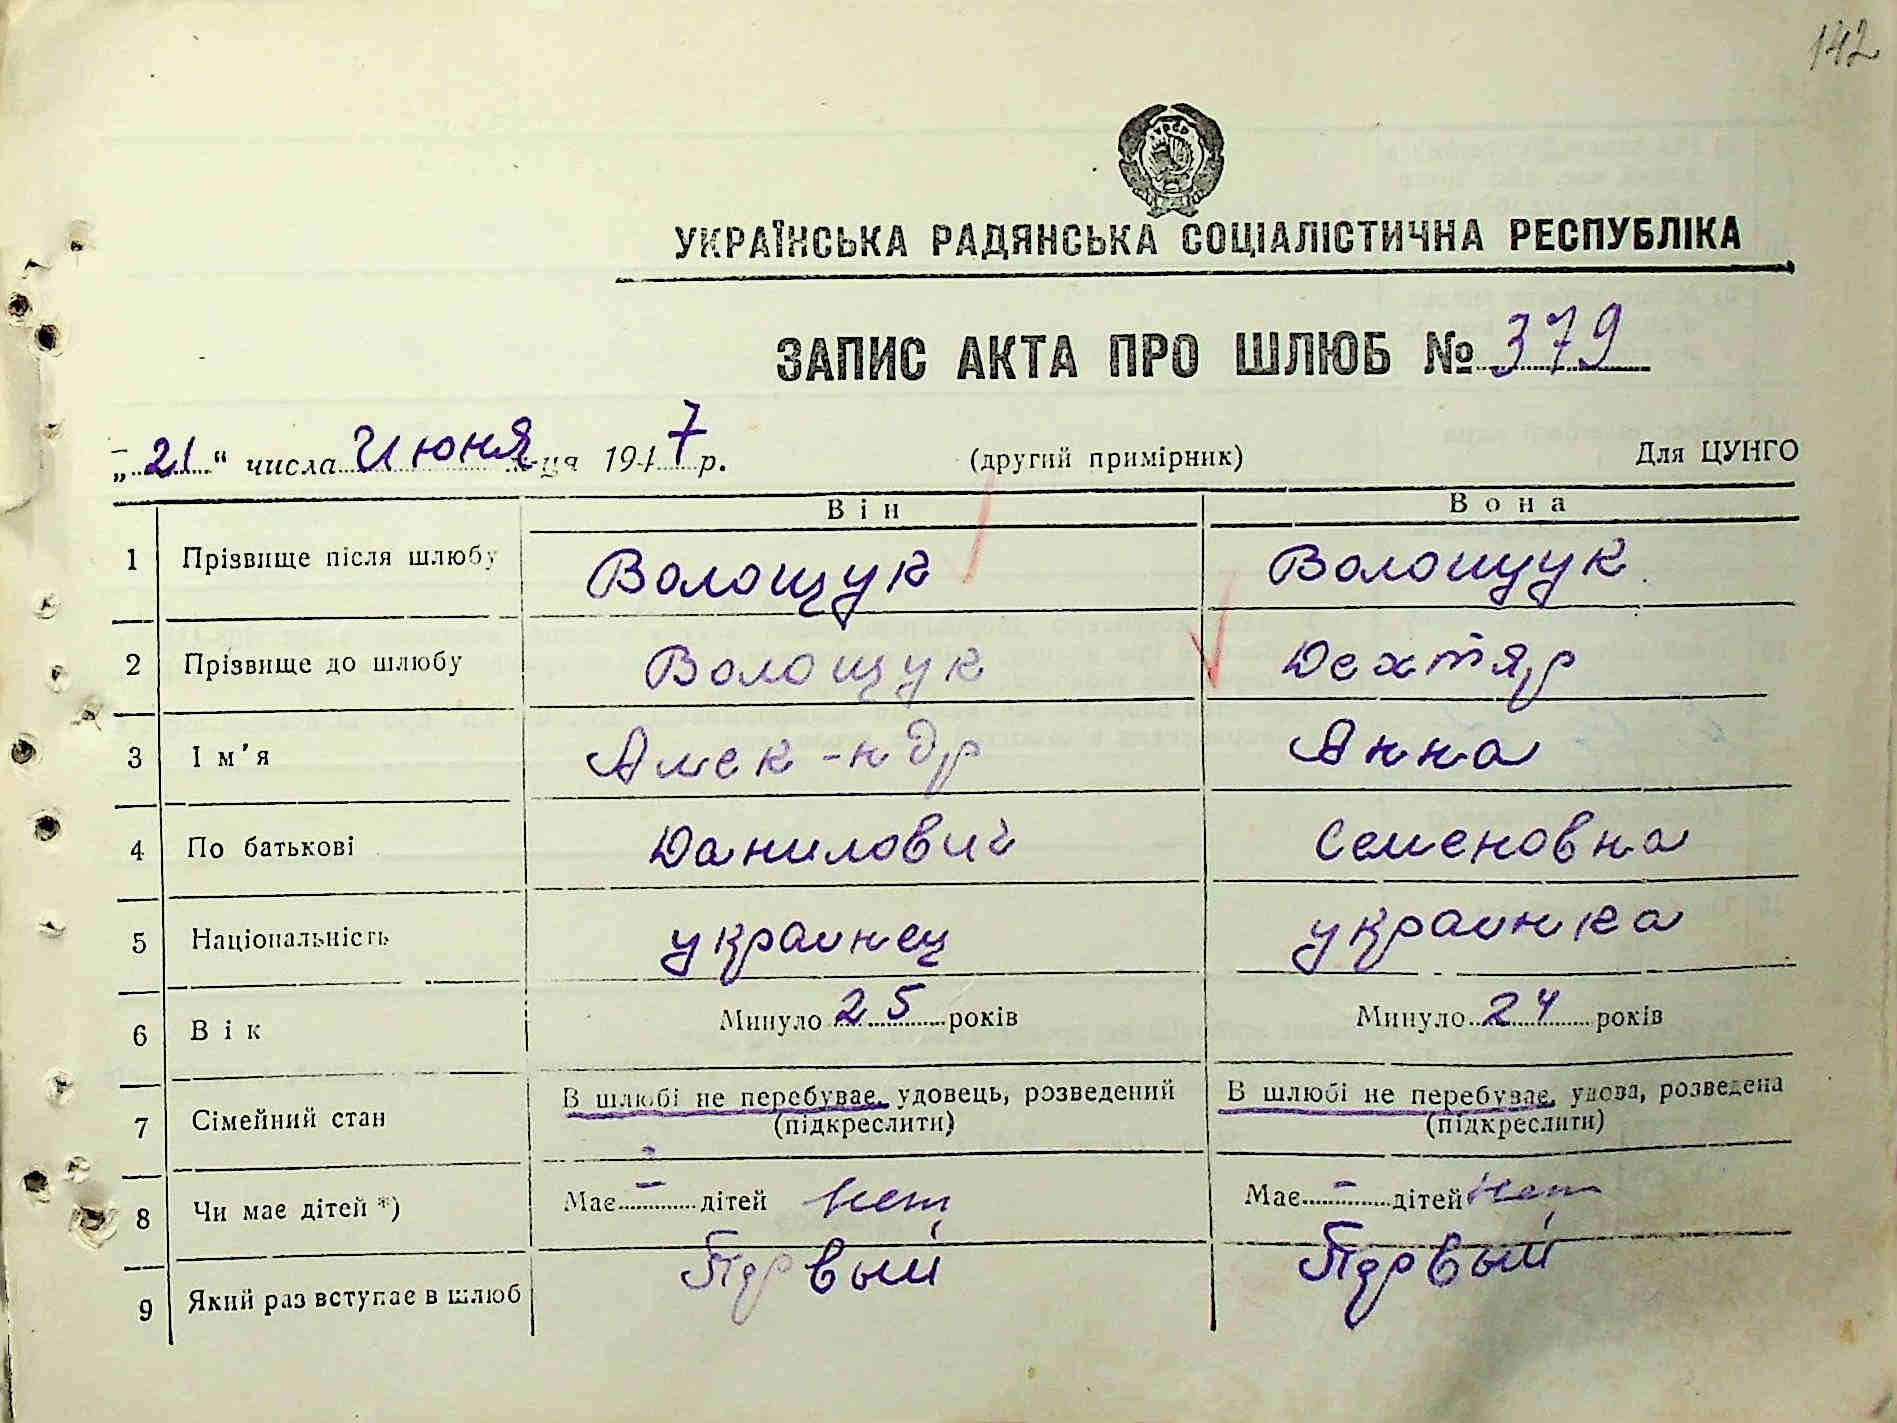 142
УКРАЇНСЬКА РАДЯНСЬКА СОЦІАЛІСТИЧНА РЕСПУБЛІКА
ЗАПИС АКТА ПРО ШЛЮБ № 379
„21“ числа Июня м-ця 1947 р. (другий примірник) Для ЦУНГО
Він Вона
1 Прізвище після шлюбу Волощук Волощук
2 Прізвище до шлюбу Волощук Дехтяр
3 Ім'я Алек-ндр Анна
4 По батькові Данилович Семеновна
5 Національність украинец украинка
6 Вік Минуло 25 років Минуло 24 років
7 Сімейний стан В шлюбі не перебуває, удовець, розведений В шлюбі не перебуває, удова, розведена
(підкреслити) (підкреслити)
8 Чи має дітей *) Має - дітей нет Має - дітей нет
9 Який раз вступає в шлюб Первый Первый